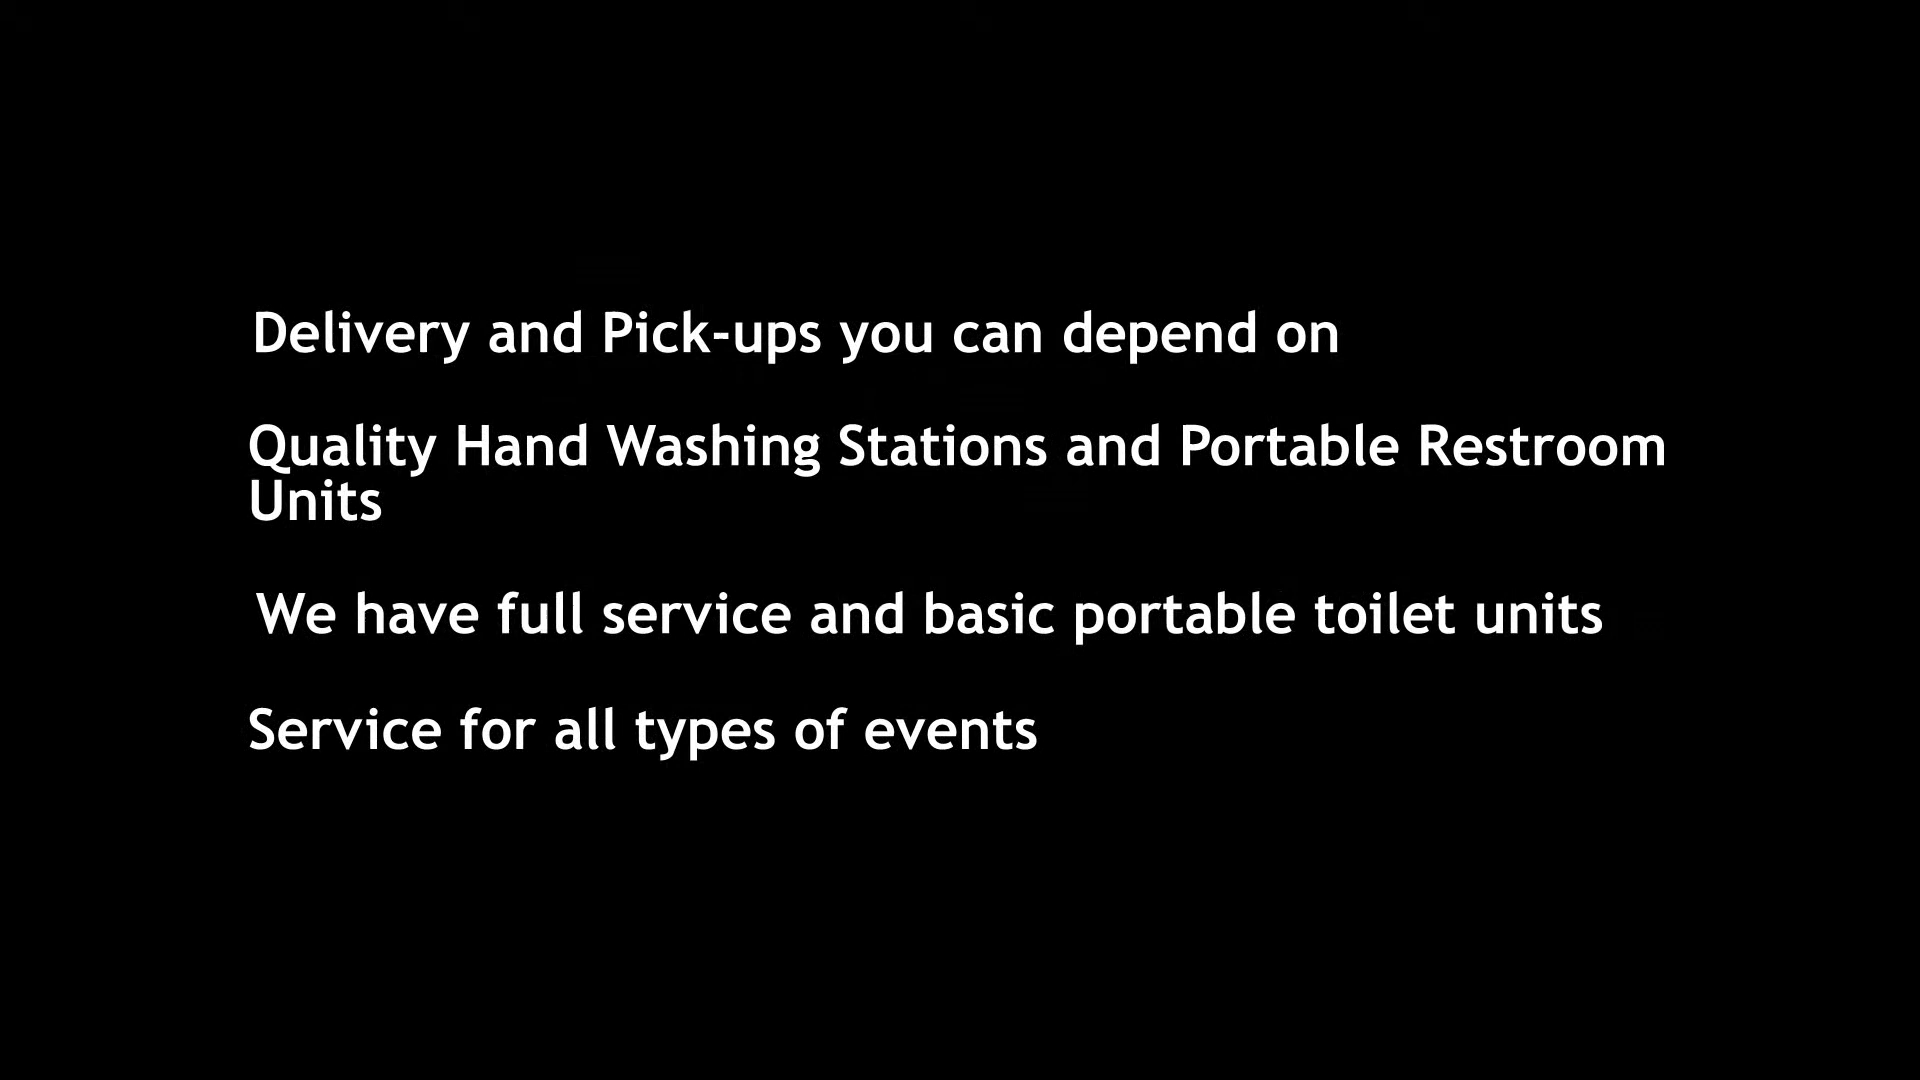 Delivery and Pick-ups you can depend on
Quality Hand Washing Stations and Portable Restroom
Units
We have full service and basic portable toilet units
Service for all types of events